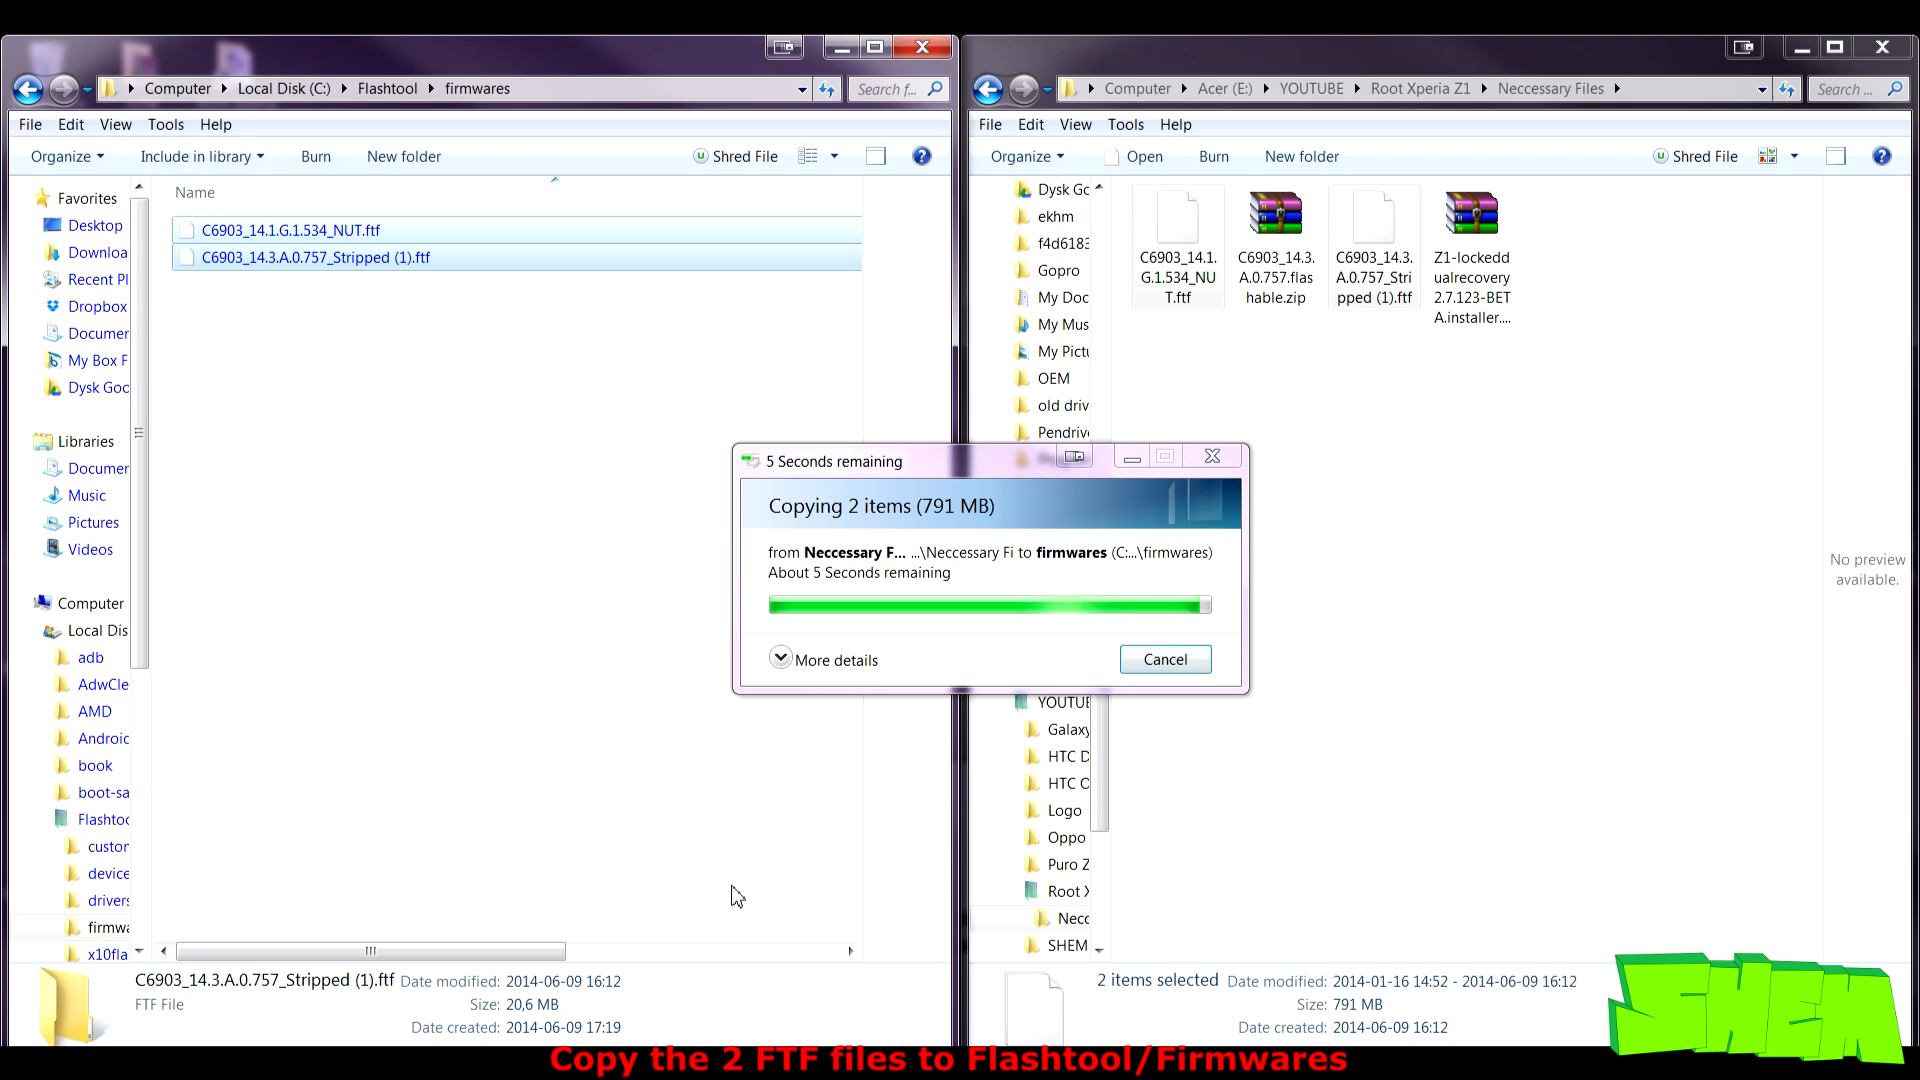 Computer Local Disk (C:) Flashtool firmwares
Search f...
File Edit View Tools Help
Organize Include in library Burn New folder
Shred File
Name
C6903_14.1.G.1.534_NUT.ftf
C6903_14.3.A.0.757_Stripped (1).ftf
Favorites
Desktop
Downloa
Recent Pl
Dropbox
Documer
My Box F
Dysk Goo
Libraries
Documer
Music
Pictures
Videos
Computer
Local Dis
adb
AdwCle
AMD
Android
book
boot-sa
Flashtoo
custor
device
drivers
firmwa
x10fla
C6903_14.3.A.0.757_Stripped (1).ftf Date modified: 2014-06-09 16:12
FTF File Size: 20,6 MB
Date created: 2014-06-09 17:19
Computer Acer (E:) YOUTUBE Root Xperia Z1 Neccessary Files
Search ...
File Edit View Tools Help
Organize Open Burn New folder
Shred File
Dysk Go
ekhm
f4d6183
Gopro
My Doc
My Mus
My Pictu
OEM
old driv
Pendrive
YOUTUE
Galaxy
HTC D
HTC O
Logo
Oppo
Puro Z
Root X
Necc
SHEM
C6903_14.1.
G.1.534_NU
T.ftf
C6903_14.3.
A.0.757.flas
hable.zip
C6903_14.3.
A.0.757_Stri
pped (1).ftf
Z1-lockedd
ualrecovery
2.7.123-BET
A.installer....
No preview
available.
5 Seconds remaining
Copying 2 items (791 MB)
from Neccessary F... ...\Neccessary Fi to firmwares (C:...\firmwares)
About 5 Seconds remaining
More details
Cancel
2 items selected Date modified: 2014-01-16 14:52 - 2014-06-09 16:12
Size: 791 MB
Date created: 2014-06-09 16:12
SHEM
Copy the 2 FTF files to Flashtool/Firmwares